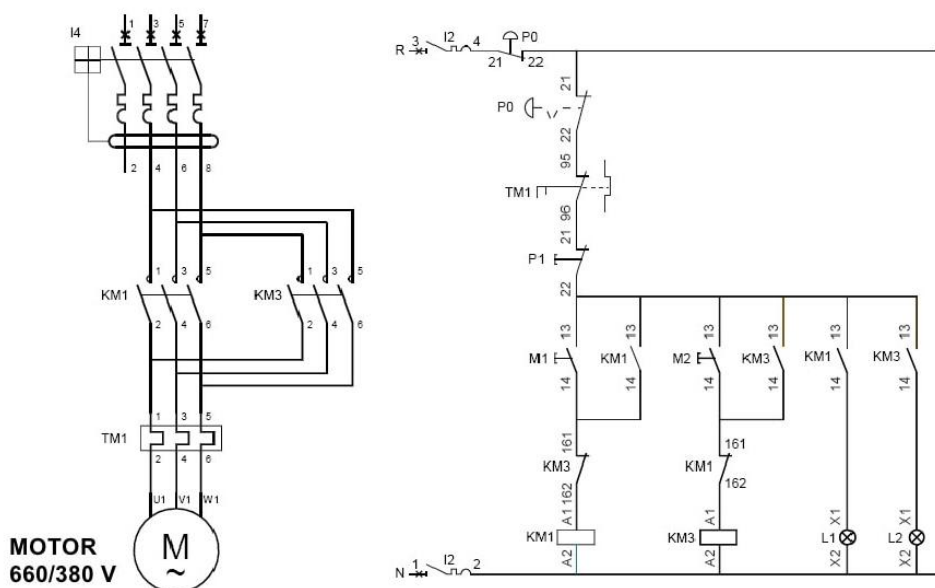 I4
1 3 5 7
2 4 6 8
KM1 1 3 5
2 4 6
KM3 1 3 5
2 4 6
TM1 1 3 5
2 4 6
U1 V1 W1
M
~
MOTOR
660/380 V
R 3 I2 4 P0
21 22
21
P0
22
95
TM1
96
21
P1
22
13 13 13 13 13 13
M1 KM1 M2 KM3 KM1 KM3
14 14 14 14 14 14
161 161
KM3 KM1
162 162
A1 A1 X1 X1
KM1 KM3 L1 L2
A2 A2 X2 X2
N 1 I2 2